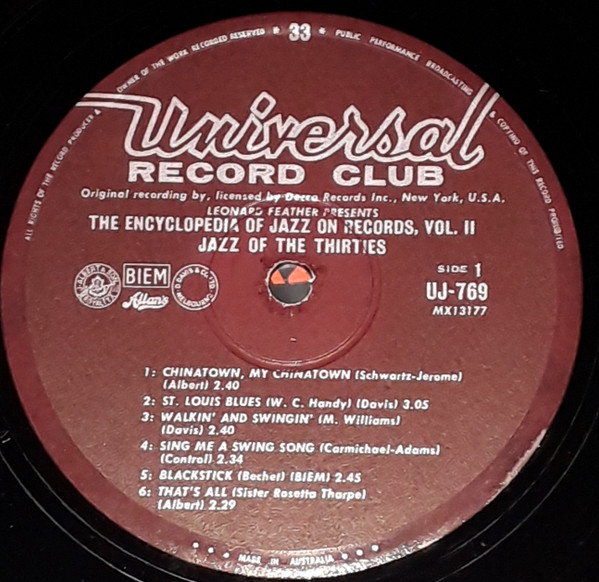 ALL RIGHTS OF THE RECORD PRODUCER & OWNER OF THE WORK RECORDED RESERVED • 33 • PUBLIC PERFORMANCE BROADCASTING & COPYING OF THIS RECORD PROHIBITED
Universal
RECORD CLUB
Original recording by, licensed by Decca Records Inc., New York, U.S.A.
LEONARD FEATHER PRESENTS
THE ENCYCLOPEDIA OF JAZZ ON RECORDS, VOL. II
JAZZ OF THE THIRTIES
ALBERT & SON
BIEM
Allan's
D. DAVIS & CO.
MELBOURNE
SIDE 1
UJ-769
MX13177
1: CHINATOWN, MY CHINATOWN (Schwartz-Jerome)
(Albert) 2.40
2: ST. LOUIS BLUES (W. C. Handy) (Davis) 3.05
3: WALKIN' AND SWINGIN' (M. Williams)
(Davis) 2.40
4: SING ME A SWING SONG (Carmichael-Adams)
(Control) 2.34
5: BLACKSTICK (Bechet) (BIEM) 2.45
6: THAT'S ALL (Sister Rosetta Tharpe)
(Albert) 2.29
MADE IN AUSTRALIA